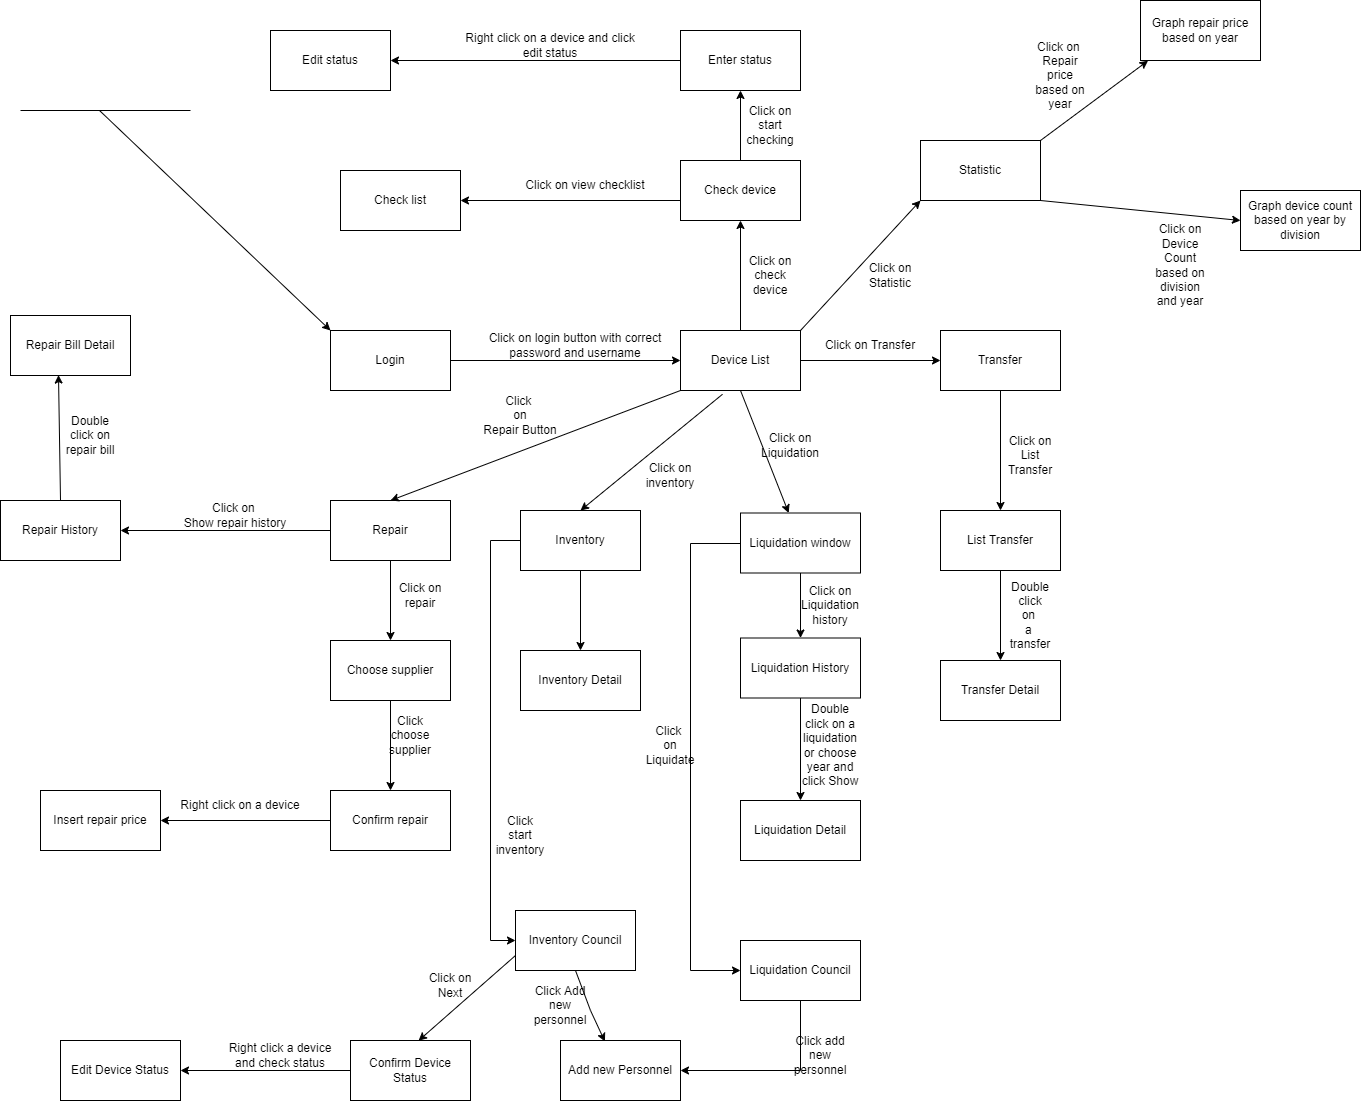 Graph repair price
based on year
Right click on a device and click
edit status
Edit status
Enter status
Click on
Repair
price
based on
year
Click on
start
checking
Statistic
Click on view checklist
Check list
Check device
Graph device count
based on year by
division
Click on
Device
Count
based on
division
and year
Click on
check
device
Click on
Statistic
Repair Bill Detail
Login
Click on login button with correct
password and username
Device List
Click on Transfer
Transfer
Double
click on
repair bill
Click
on
Repair Button
Click on
inventory
Click on
Liquidation
Click on
List
Transfer
Repair History
Click on
Show repair history
Repair
Inventory
Liquidation window
List Transfer
Click on
repair
Click on
Liquidation
history
Double
click
on
a
transfer
Choose supplier
Inventory Detail
Liquidation History
Transfer Detail
Click
choose
supplier
Click
on
Liquidate
Double
click on a
liquidation
or choose
year and
click Show
Insert repair price
Right click on a device
Confirm repair
Click
start
inventory
Liquidation Detail
Inventory Council
Liquidation Council
Click on
Next
Click Add
new
personnel
Click add
new
personnel
Edit Device Status
Right click a device
and check status
Confirm Device
Status
Add new Personnel